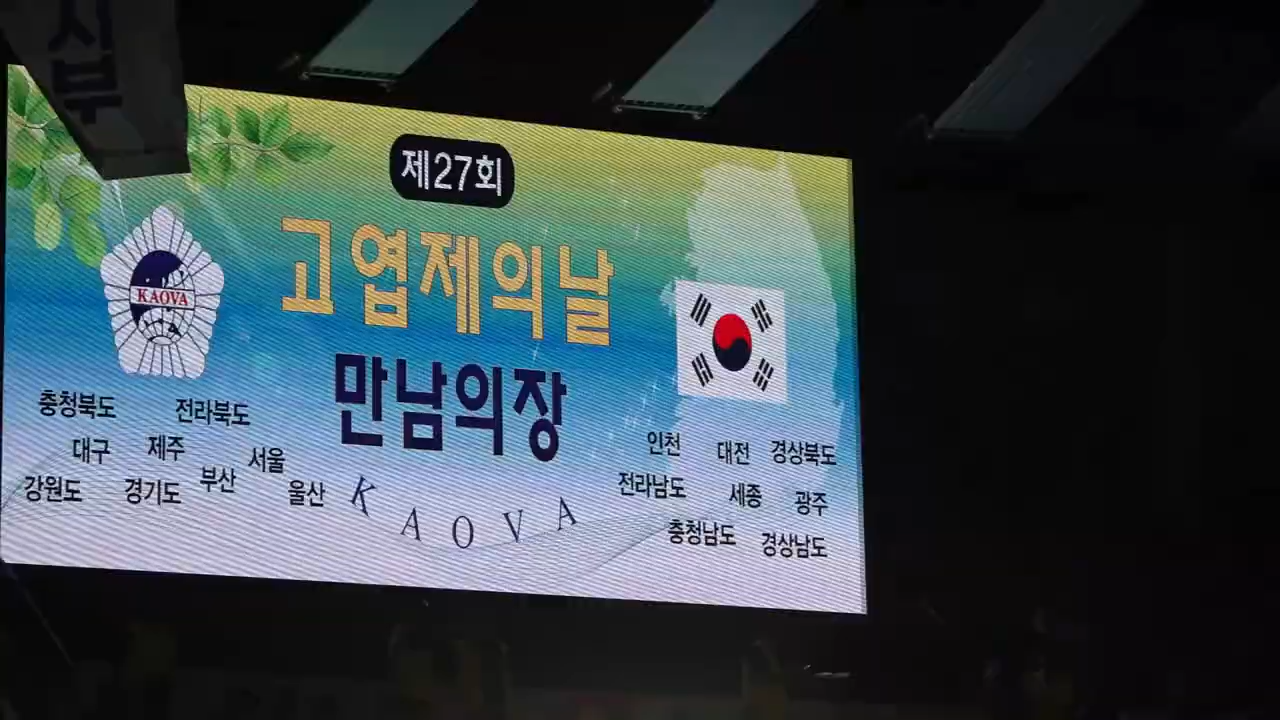 시부
제27회
고엽제의날
만남의장
KAOVA
충청북도 전라북도
대구 제주 서울
강원도 경기도 부산 울산
KAOVA
인천 대전 경상북도
전라남도 세종 광주
충청남도 경상남도